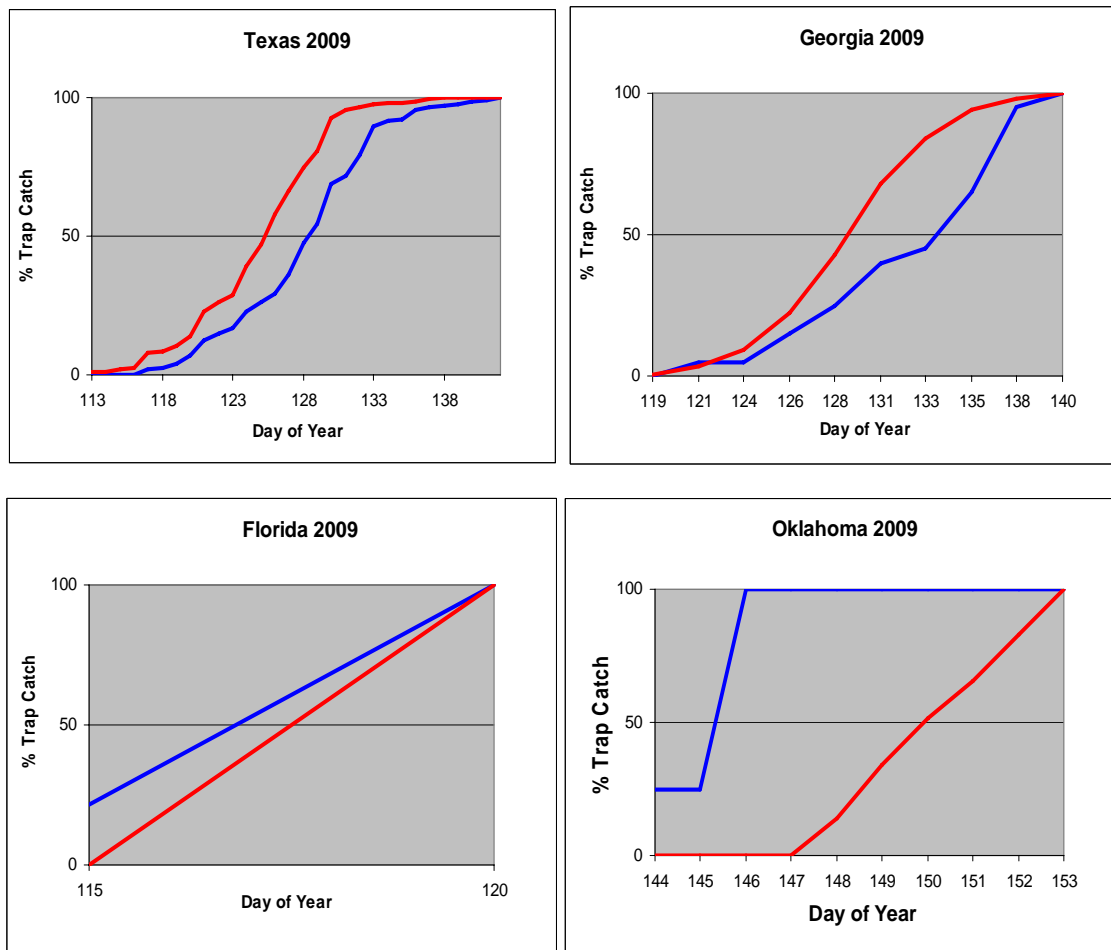 Texas 2009
% Trap Catch
100
50
0
113 118 123 128 133 138
Day of Year
Georgia 2009
% Trap Catch
100
50
0
119 121 124 126 128 131 133 135 138 140
Day of Year
Florida 2009
% Trap Catch
100
50
0
115 120
Day of Year
Oklahoma 2009
% Trap Catch
100
50
0
144 145 146 147 148 149 150 151 152 153
Day of Year